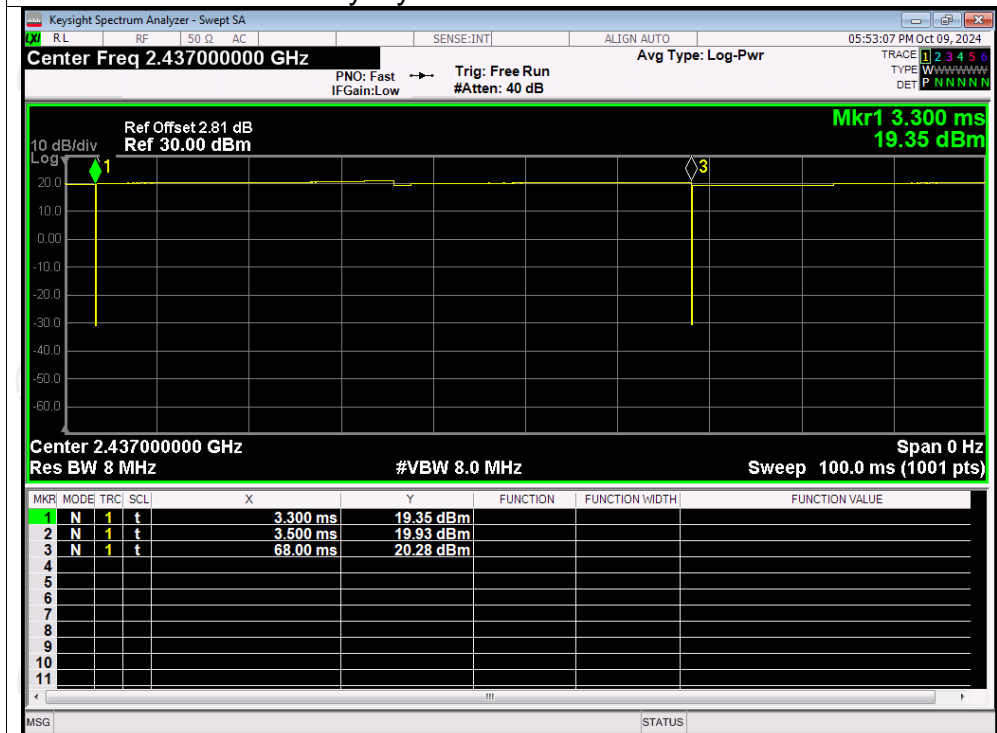 Keysight Spectrum Analyzer - Swept SA
LXI RL RF 50 Ω AC SENSE:INT ALIGN AUTO 05:53:07 PM Oct 09, 2024
Center Freq 2.437000000 GHz Avg Type: Log-Pwr TRACE 1 2 3 4 5 6
PNO: Fast Trig: Free Run TYPE WWWWWW
IFGain:Low #Atten: 40 dB DET P N N N N N
Mkr1 3.300 ms
Ref Offset 2.81 dB
10 dB/div Ref 30.00 dBm 19.35 dBm
Log
1 3
20.0
10.0
0.00
-10.0
-20.0
-30.0
-40.0
-50.0
-60.0
Center 2.437000000 GHz Span 0 Hz
Res BW 8 MHz #VBW 8.0 MHz Sweep 100.0 ms (1001 pts)
MKR MODE TRC SCL X Y FUNCTION FUNCTION WIDTH FUNCTION VALUE
1 N 1 t 3.300 ms 19.35 dBm
2 N 1 t 3.500 ms 19.93 dBm
3 N 1 t 68.00 ms 20.28 dBm
4
5
6
7
8
9
10
11
MSG STATUS